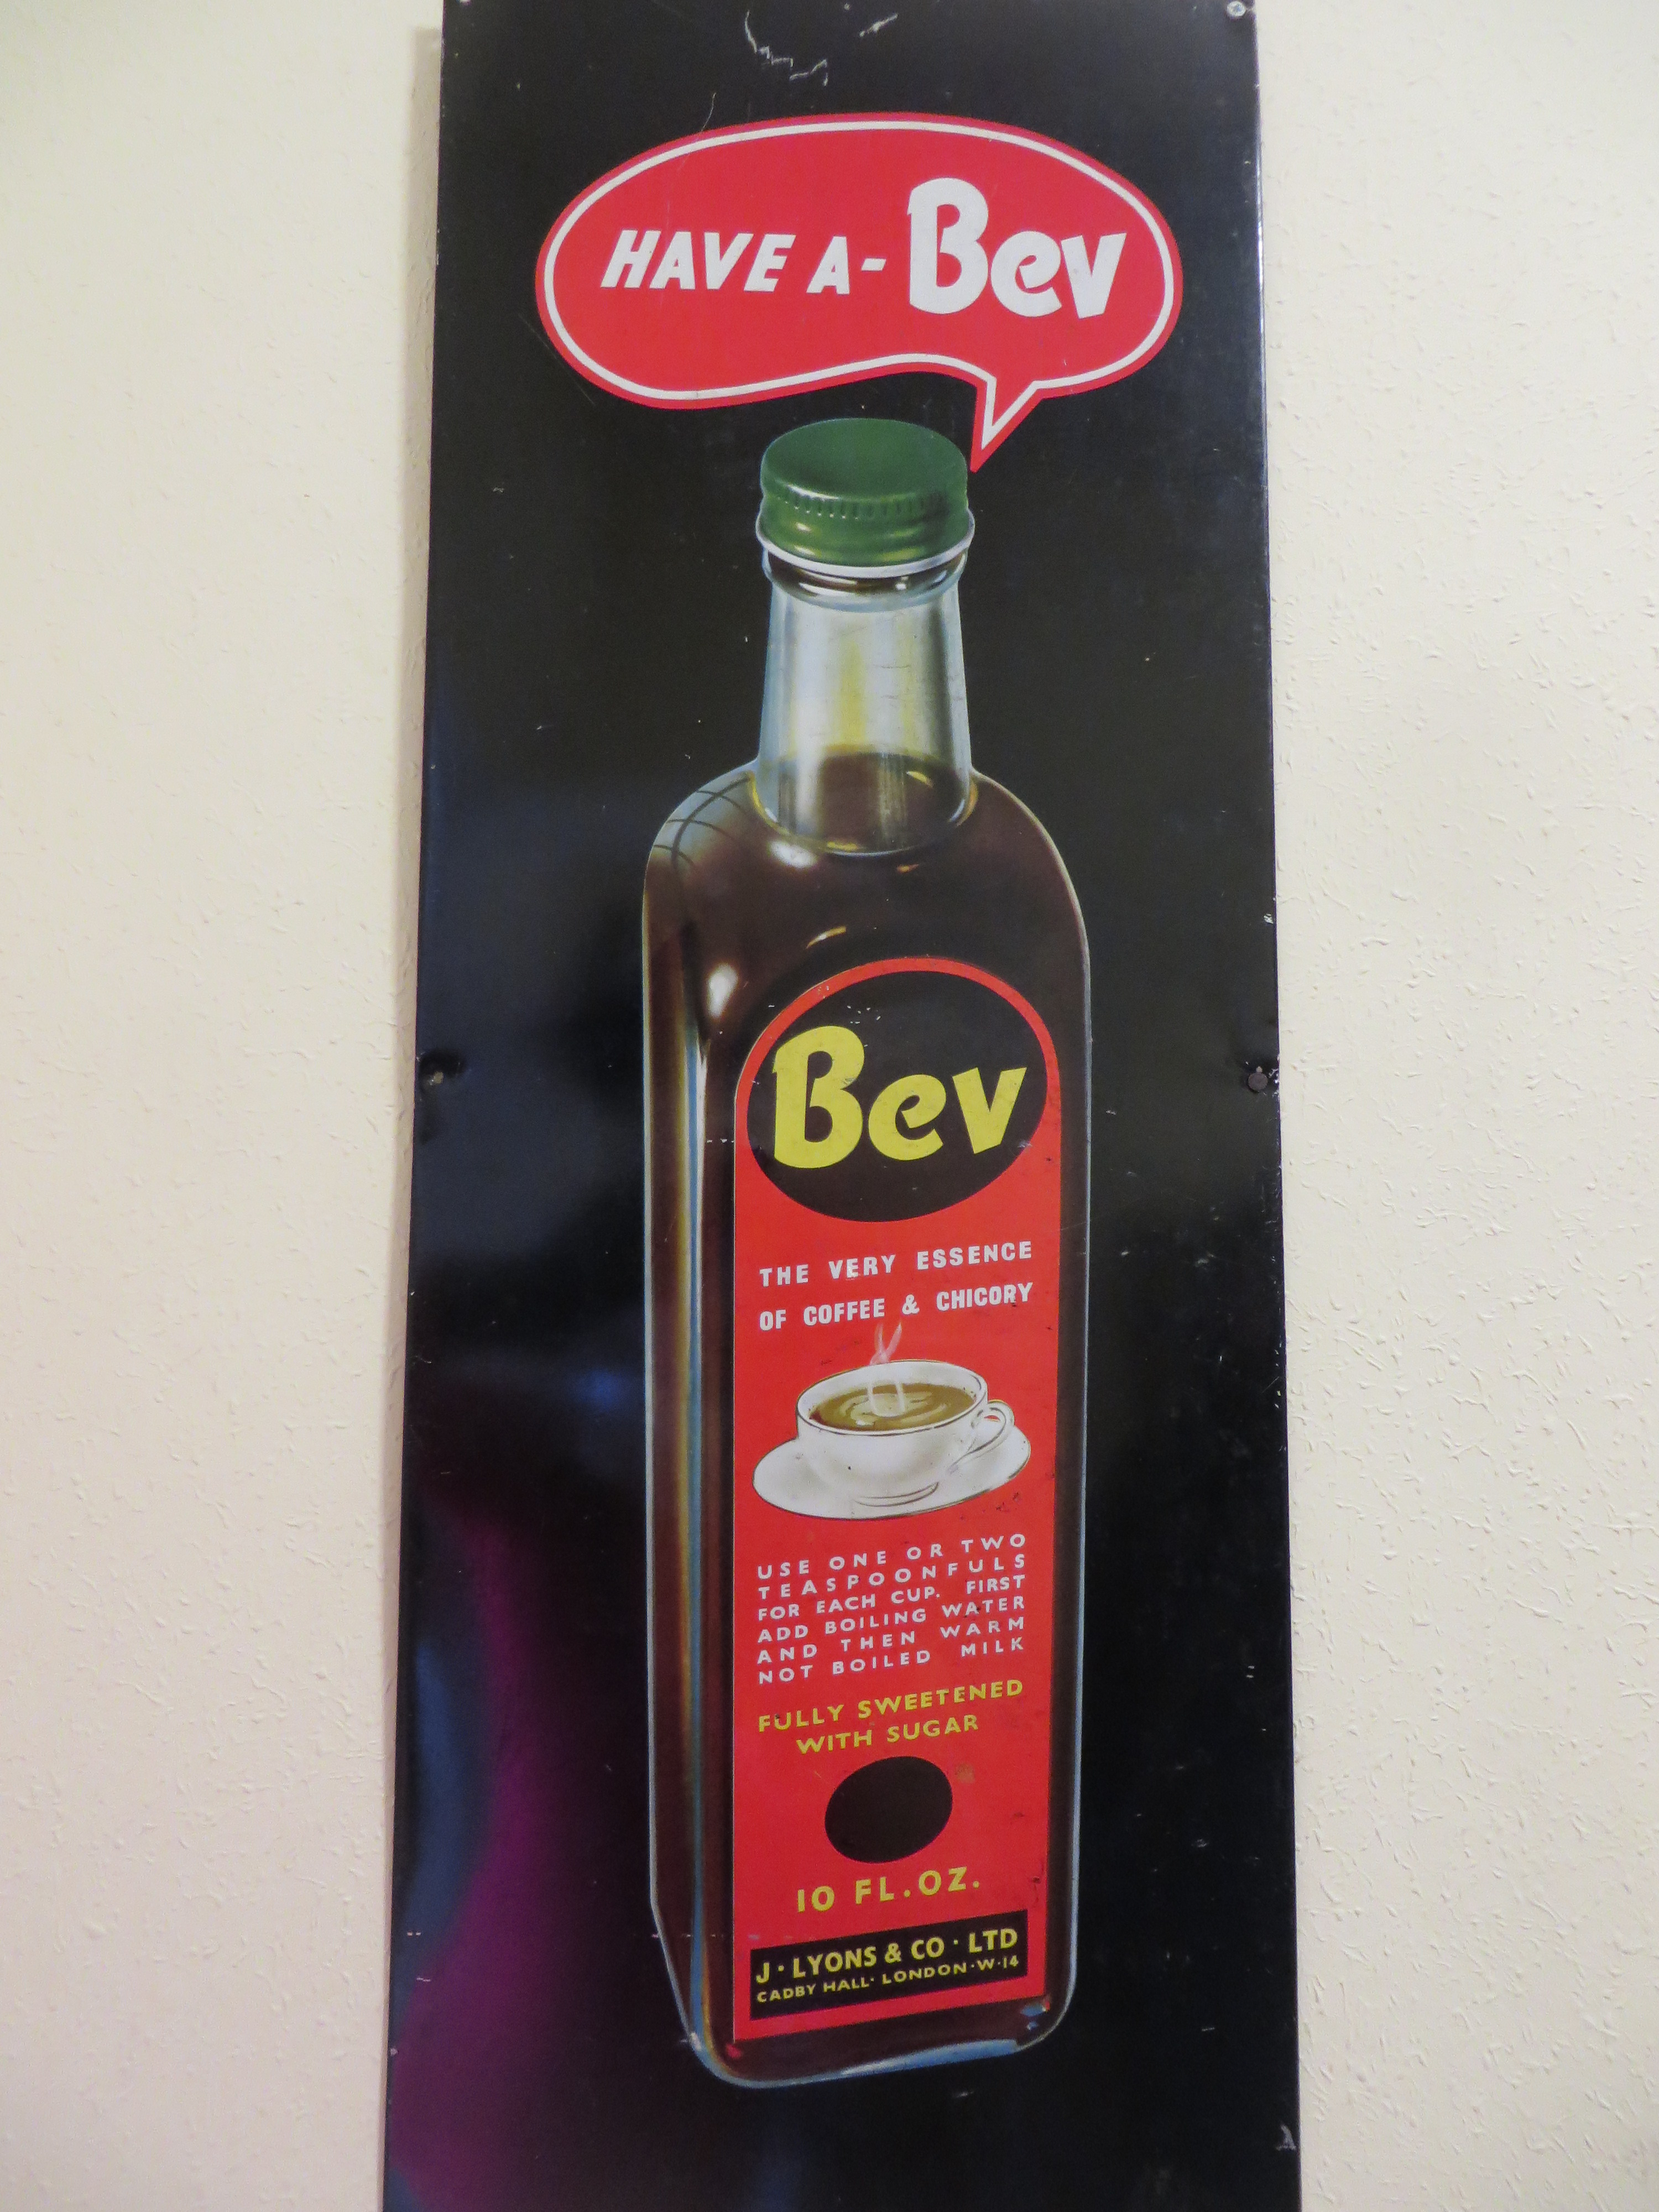 HAVE A-Bev
Bev
THE VERY ESSENCE
OF COFFEE & CHICORY
USE ONE OR TWO
TEASPOONFULS
FOR EACH CUP. FIRST
ADD BOILING WATER
AND THEN WARM
NOT BOILED MILK
FULLY SWEETENED
WITH SUGAR
10 FL.OZ.
J·LYONS & CO·LTD
CADBY HALL·LONDON·W·14